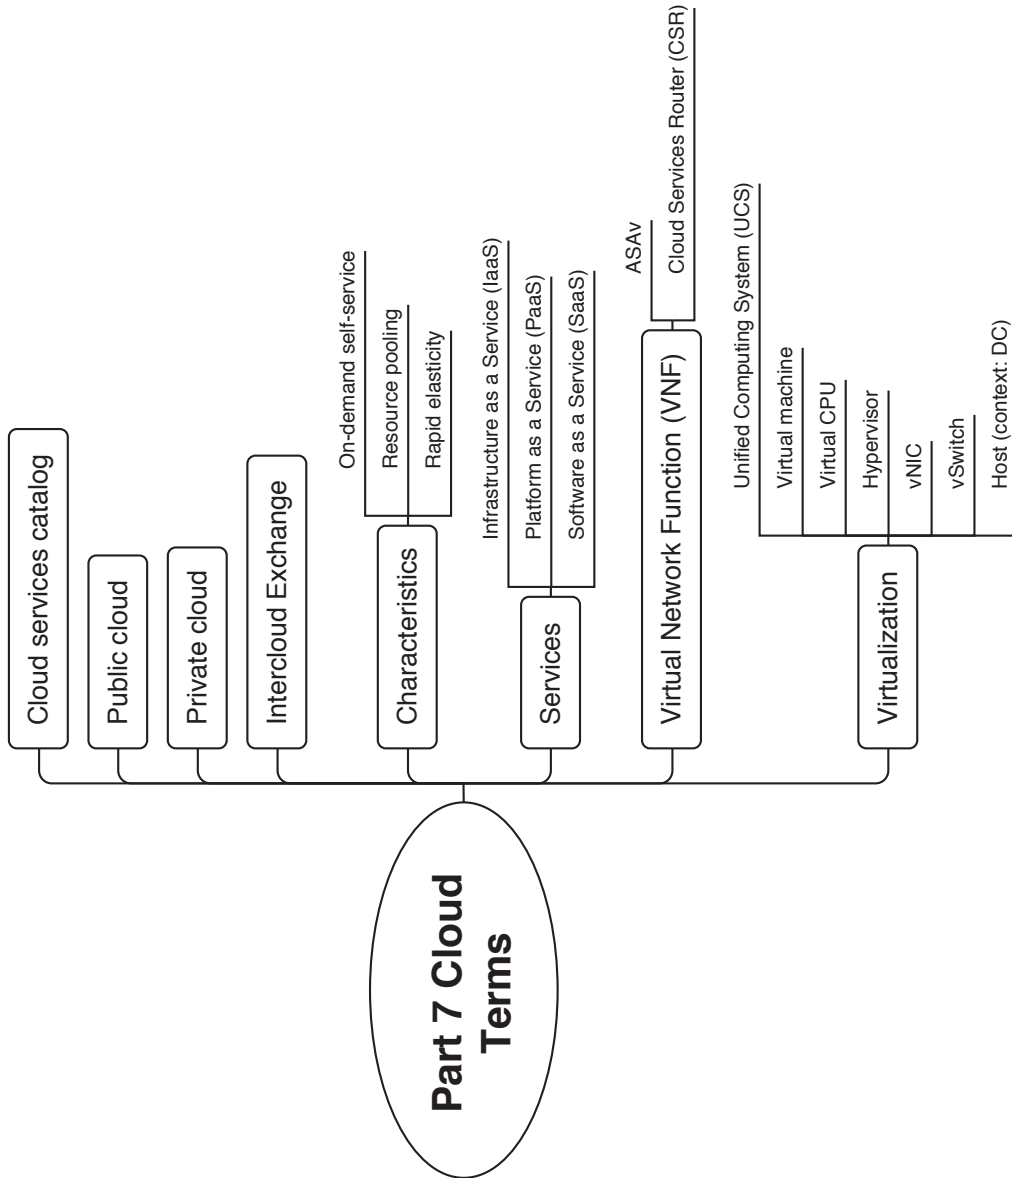 Part 7 Cloud
Terms
Cloud services catalog
Public cloud
Private cloud
Intercloud Exchange
Characteristics
On-demand self-service
Resource pooling
Rapid elasticity
Services
Infrastructure as a Service (IaaS)
Platform as a Service (PaaS)
Software as a Service (SaaS)
Virtual Network Function (VNF)
ASAv
Cloud Services Router (CSR)
Virtualization
Unified Computing System (UCS)
Virtual machine
Virtual CPU
Hypervisor
vNIC
vSwitch
Host (context: DC)